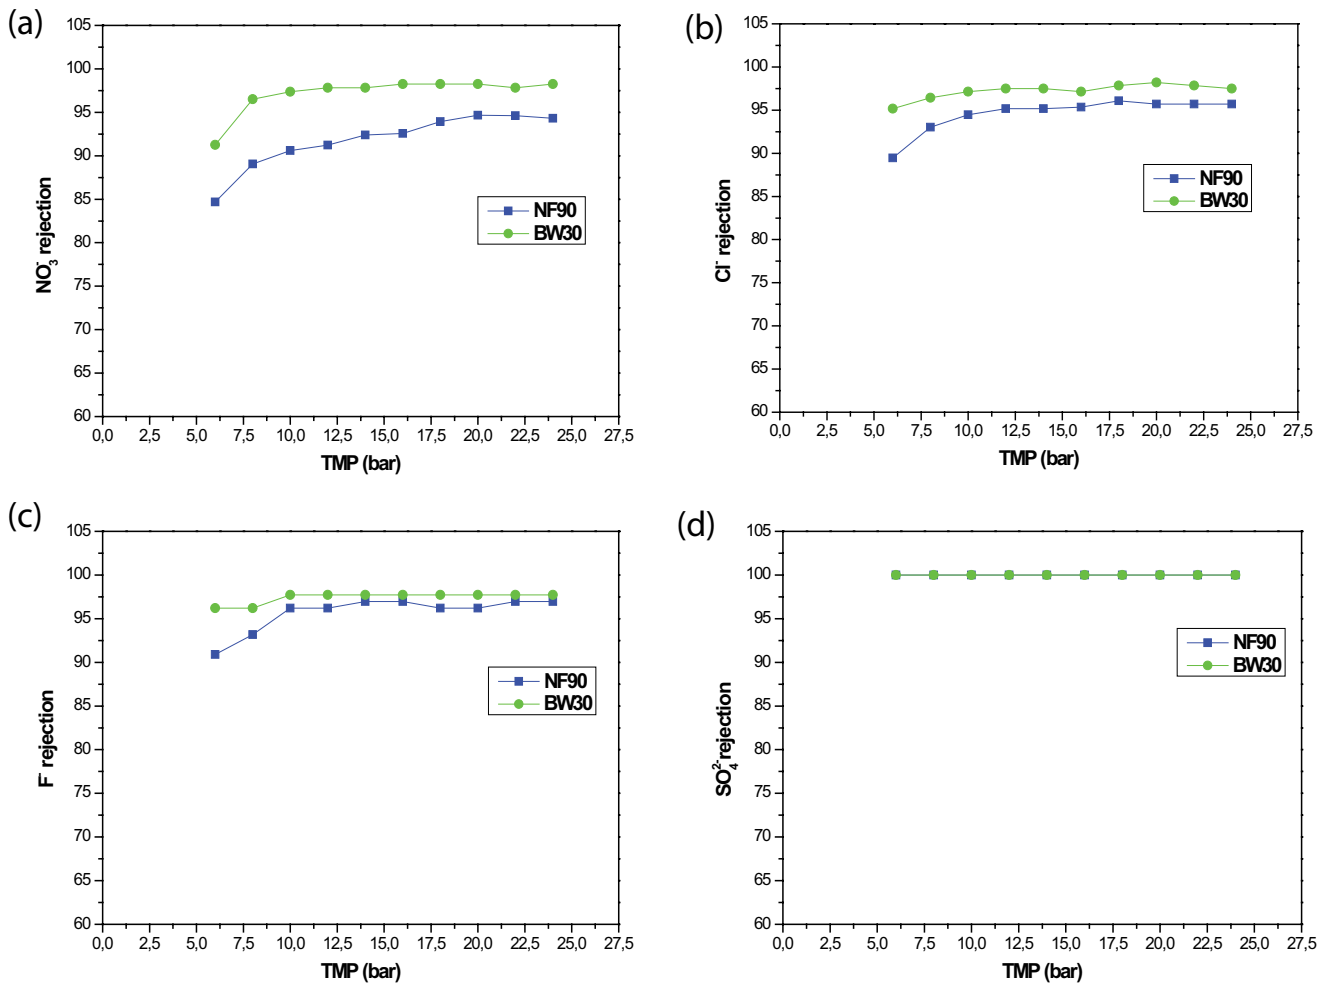 (a)
105
100
95
90
85
80
75
70
65
60
NO₃⁻ rejection
0,0 2,5 5,0 7,5 10,0 12,5 15,0 17,5 20,0 22,5 25,0 27,5
TMP (bar)
NF90
BW30
(b)
105
100
95
90
85
80
75
70
65
60
Cl⁻ rejection
0,0 2,5 5,0 7,5 10,0 12,5 15,0 17,5 20,0 22,5 25,0 27,5
TMP (bar)
NF90
BW30
(c)
105
100
95
90
85
80
75
70
65
60
F⁻ rejection
0,0 2,5 5,0 7,5 10,0 12,5 15,0 17,5 20,0 22,5 25,0 27,5
TMP (bar)
NF90
BW30
(d)
105
100
95
90
85
80
75
70
65
60
SO₄²⁻ rejection
0,0 2,5 5,0 7,5 10,0 12,5 15,0 17,5 20,0 22,5 25,0 27,5
TMP (bar)
NF90
BW30